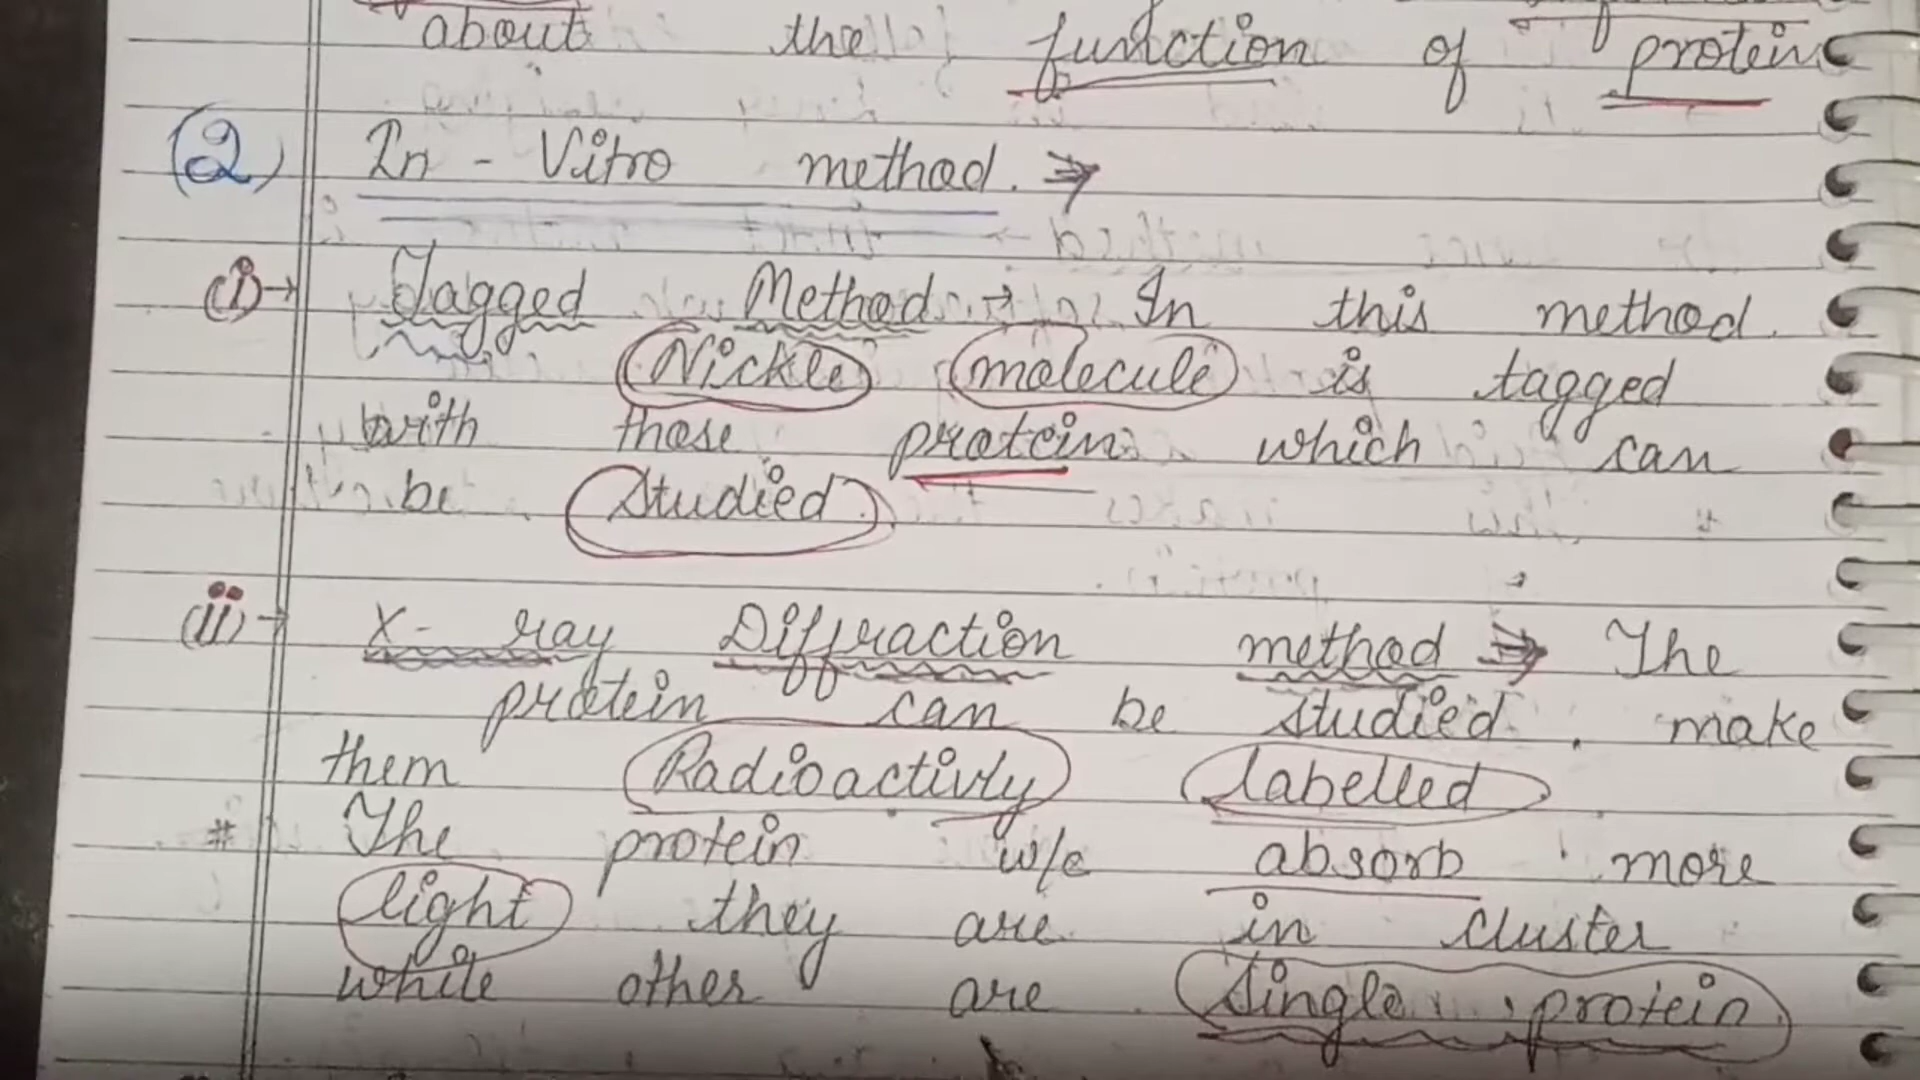 about the function of protein
(2) In - Vitro method. →
(i)→ Tagged Method. → In this method.
Nickle molecule is tagged
with those protein which can
be studied.
(ii)→ X- ray Diffraction method ⇒ The
protein can be studied. make
them Radioactivly labelled
# The protein w/c absorb more
light they are in cluster
while other are single protein.